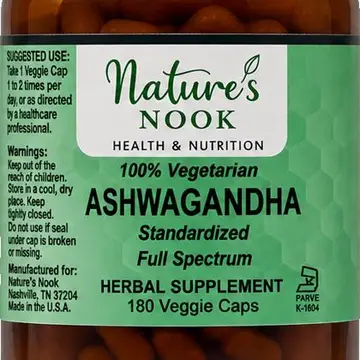 SUGGESTED USE:
Take 1 Veggie Cap
1 to 2 times per
day, or as directed
by a healthcare
professional.
Warnings:
Keep out of the
reach of children.
Store in a cool, dry
place. Keep
tightly closed.
Do not use if seal
under cap is broken
or missing.
Manufactured for:
Nature's Nook
Nashville, TN 37204
Made in the U.S.A.
Nature's
NOOK
HEALTH & NUTRITION
100% Vegetarian
ASHWAGANDHA
Standardized
Full Spectrum
HERBAL SUPPLEMENT
180 Veggie Caps
K
PARVE
K-1604